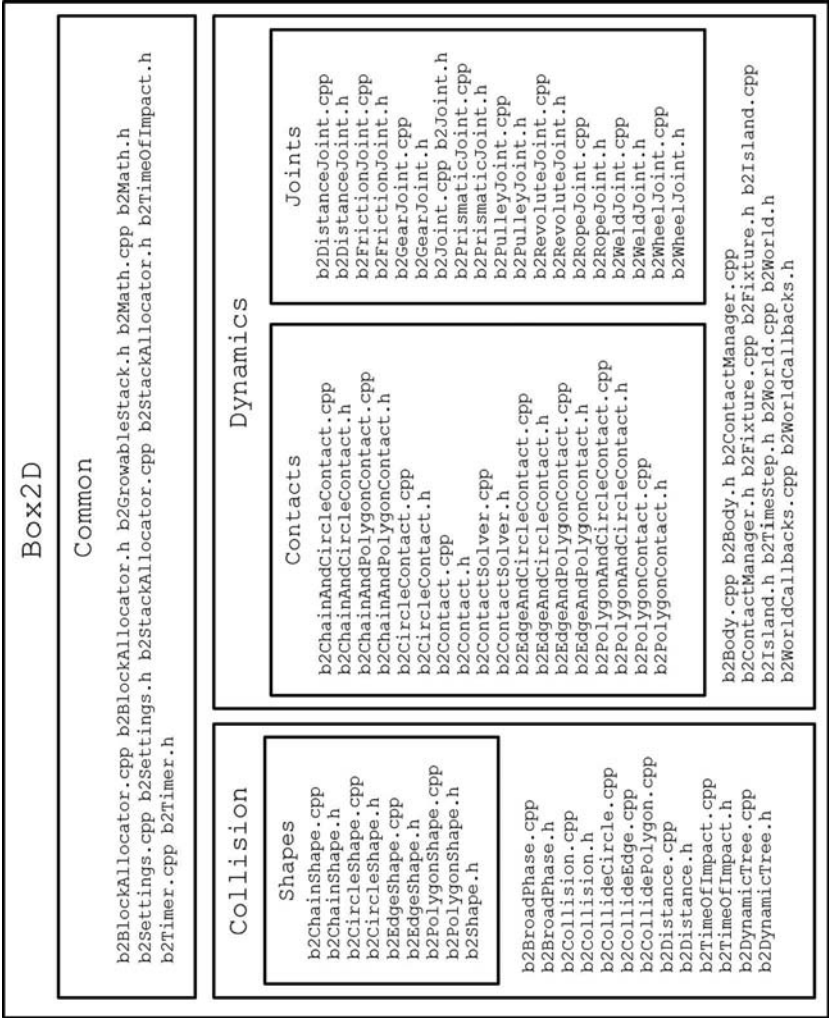 Box2D
Common
b2BlockAllocator.cpp b2BlockAllocator.h b2GrowableStack.h b2Math.cpp b2Math.h
b2Settings.cpp b2Settings.h b2StackAllocator.cpp b2StackAllocator.h b2TimeOfImpact.h
b2Timer.cpp b2Timer.h
Collision
Shapes
b2ChainShape.cpp
b2ChainShape.h
b2CircleShape.cpp
b2CircleShape.h
b2EdgeShape.cpp
b2EdgeShape.h
b2PolygonShape.cpp
b2PolygonShape.h
b2Shape.h
b2BroadPhase.cpp
b2BroadPhase.h
b2Collision.cpp
b2Collision.h
b2CollideCircle.cpp
b2CollideEdge.cpp
b2CollidePolygon.cpp
b2Distance.cpp
b2Distance.h
b2TimeOfImpact.cpp
b2TimeOfImpact.h
b2DynamicTree.cpp
b2DynamicTree.h
Dynamics
Contacts
b2ChainAndCircleContact.cpp
b2ChainAndCircleContact.h
b2ChainAndPolygonContact.cpp
b2ChainAndPolygonContact.h
b2CircleContact.cpp
b2CircleContact.h
b2Contact.cpp
b2Contact.h
b2ContactSolver.cpp
b2ContactSolver.h
b2EdgeAndCircleContact.cpp
b2EdgeAndCircleContact.h
b2EdgeAndPolygonContact.cpp
b2EdgeAndPolygonContact.h
b2PolygonAndCircleContact.cpp
b2PolygonAndCircleContact.h
b2PolygonContact.cpp
b2PolygonContact.h
Joints
b2DistanceJoint.cpp
b2DistanceJoint.h
b2FrictionJoint.cpp
b2FrictionJoint.h
b2GearJoint.cpp
b2GearJoint.h
b2Joint.cpp b2Joint.h
b2PrismaticJoint.cpp
b2PrismaticJoint.h
b2PulleyJoint.cpp
b2PulleyJoint.h
b2RevoluteJoint.cpp
b2RevoluteJoint.h
b2RopeJoint.cpp
b2RopeJoint.h
b2WeldJoint.cpp
b2WeldJoint.h
b2WheelJoint.cpp
b2WheelJoint.h
b2Body.cpp b2Body.h b2ContactManager.cpp
b2ContactManager.h b2Fixture.cpp b2Fixture.h b2Island.cpp
b2Island.h b2TimeStep.h b2World.cpp b2World.h
b2WorldCallbacks.cpp b2WorldCallbacks.h